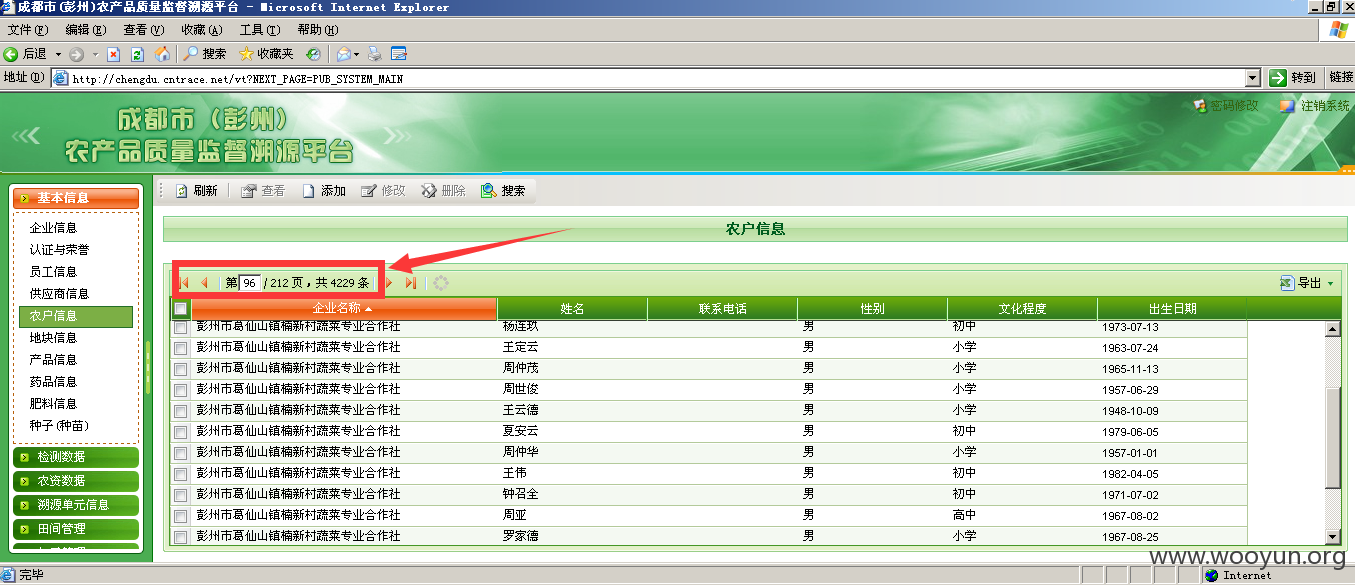 成都市(彭州)农产品质量监督溯源平台 - Microsoft Internet Explorer
文件(F) 编辑(E) 查看(V) 收藏(A) 工具(T) 帮助(H)
后退 搜索 收藏夹
地址(D) http://chengdu.cntrace.net/vt?NEXT_PAGE=PUB_SYSTEM_MAIN 转到 链接
成都市（彭州）
农产品质量监督溯源平台
密码修改 注销系统
基本信息
企业信息
认证与荣誉
员工信息
供应商信息
农户信息
地块信息
产品信息
药品信息
肥料信息
种子(种苗)
检测数据
农资数据
溯源单元信息
田间管理
刷新 查看 添加 修改 删除 搜索
农户信息
第 96 / 212 页，共 4229 条 导出
企业名称 姓名 联系电话 性别 文化程度 出生日期
彭州市葛仙山镇楠新村蔬菜专业合作社 杨连玖 男 初中 1973-07-13
彭州市葛仙山镇楠新村蔬菜专业合作社 王定云 男 小学 1963-07-24
彭州市葛仙山镇楠新村蔬菜专业合作社 周仲茂 男 小学 1965-11-13
彭州市葛仙山镇楠新村蔬菜专业合作社 周世俊 男 小学 1957-06-29
彭州市葛仙山镇楠新村蔬菜专业合作社 王云德 男 小学 1948-10-09
彭州市葛仙山镇楠新村蔬菜专业合作社 夏安云 男 初中 1979-06-05
彭州市葛仙山镇楠新村蔬菜专业合作社 周仲华 男 小学 1957-01-01
彭州市葛仙山镇楠新村蔬菜专业合作社 王伟 男 初中 1982-04-05
彭州市葛仙山镇楠新村蔬菜专业合作社 钟召全 男 初中 1971-07-02
彭州市葛仙山镇楠新村蔬菜专业合作社 周亚 男 高中 1967-08-02
彭州市葛仙山镇楠新村蔬菜专业合作社 罗家德 男 小学 1967-08-25
www.wooyun.org
完毕 Internet